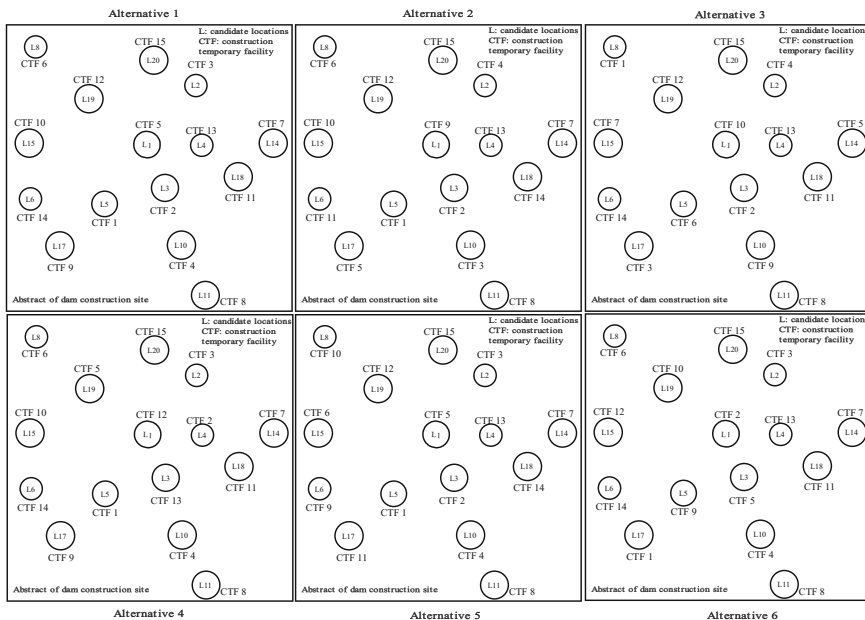 Alternative 1
L: candidate locations
CTF: construction
temporary facility
L8
CTF 6
CTF 15
L20
CTF 3
L2
CTF 12
L19
CTF 10
L15
CTF 5
L1
CTF 13
L4
CTF 7
L14
L18
CTF 11
L3
CTF 2
L6
CTF 14
L5
CTF 1
L17
CTF 9
L10
CTF 4
L11
CTF 8
Abstract of dam construction site
Alternative 2
L: candidate locations
CTF: construction
temporary facility
L8
CTF 6
CTF 15
L20
CTF 4
L2
CTF 12
L19
CTF 10
L15
CTF 9
L1
CTF 13
L4
CTF 7
L14
L18
CTF 14
L3
CTF 2
L6
CTF 11
L5
CTF 1
L17
CTF 5
L10
CTF 3
L11
CTF 8
Abstract of dam construction site
Alternative 3
L: candidate locations
CTF: construction
temporary facility
L8
CTF 1
CTF 15
L20
CTF 4
L2
CTF 12
L19
CTF 7
L15
CTF 10
L1
CTF 13
L4
CTF 5
L14
L18
CTF 11
L3
CTF 2
L6
CTF 14
L5
CTF 6
L17
CTF 3
L10
CTF 9
L11
CTF 8
Abstract of dam construction site
L: candidate locations
CTF: construction
temporary facility
L8
CTF 6
CTF 15
L20
CTF 3
L2
CTF 5
L19
CTF 10
L15
CTF 12
L1
CTF 2
L4
CTF 7
L14
L18
CTF 11
L3
CTF 13
L6
CTF 14
L5
CTF 1
L17
CTF 9
L10
CTF 4
L11
CTF 8
Abstract of dam construction site
Alternative 4
L: candidate locations
CTF: construction
temporary facility
L8
CTF 10
CTF 15
L20
CTF 3
L2
CTF 12
L19
CTF 6
L15
CTF 5
L1
CTF 13
L4
CTF 7
L14
L18
CTF 14
L3
CTF 2
L6
CTF 9
L5
CTF 1
L17
CTF 11
L10
CTF 4
L11
CTF 8
Abstract of dam construction site
Alternative 5
L: candidate locations
CTF: construction
temporary facility
L8
CTF 6
CTF 15
L20
CTF 3
L2
CTF 10
L19
CTF 12
L15
CTF 2
L1
CTF 13
L4
CTF 7
L14
L18
CTF 11
L3
CTF 5
L6
CTF 14
L5
CTF 9
L17
CTF 1
L10
CTF 4
L11
CTF 8
Abstract of dam construction site
Alternative 6